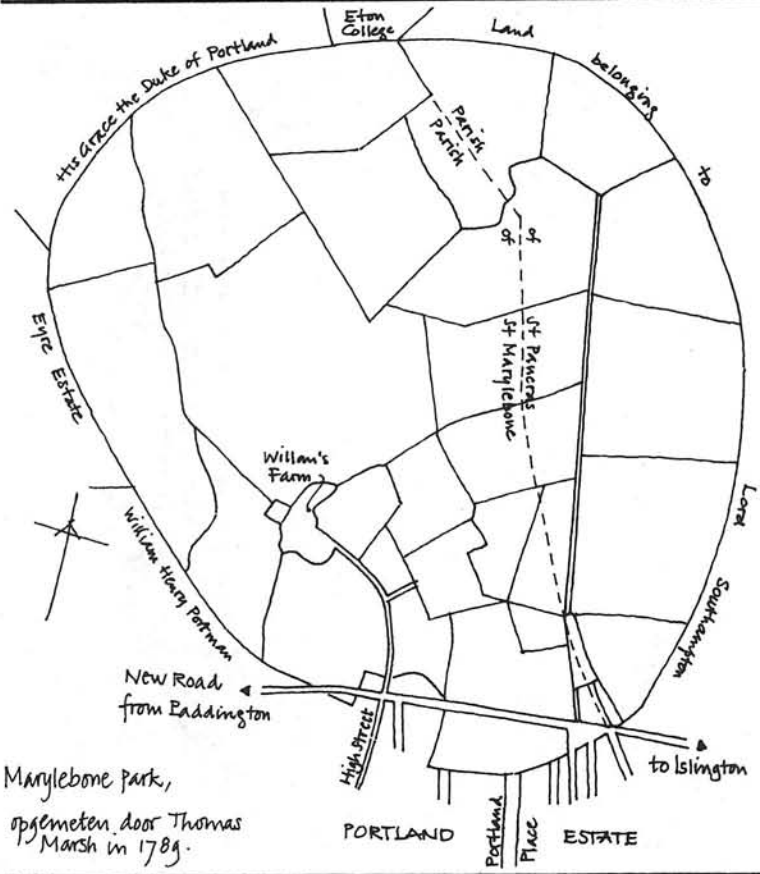 Eton
College
Land
belonging
to
Lord
Southampton
His Grace the Duke of Portland
Parish
Parish
of
of
St Pancras
St Marylebone
Eyre Estate
Willan's
Farm
William Henry Portman
New Road
from Paddington
High Street
to Islington
Marylebone Park,
opgemeten door Thomas
Marsh in 1789.
PORTLAND
Portland
Place
ESTATE